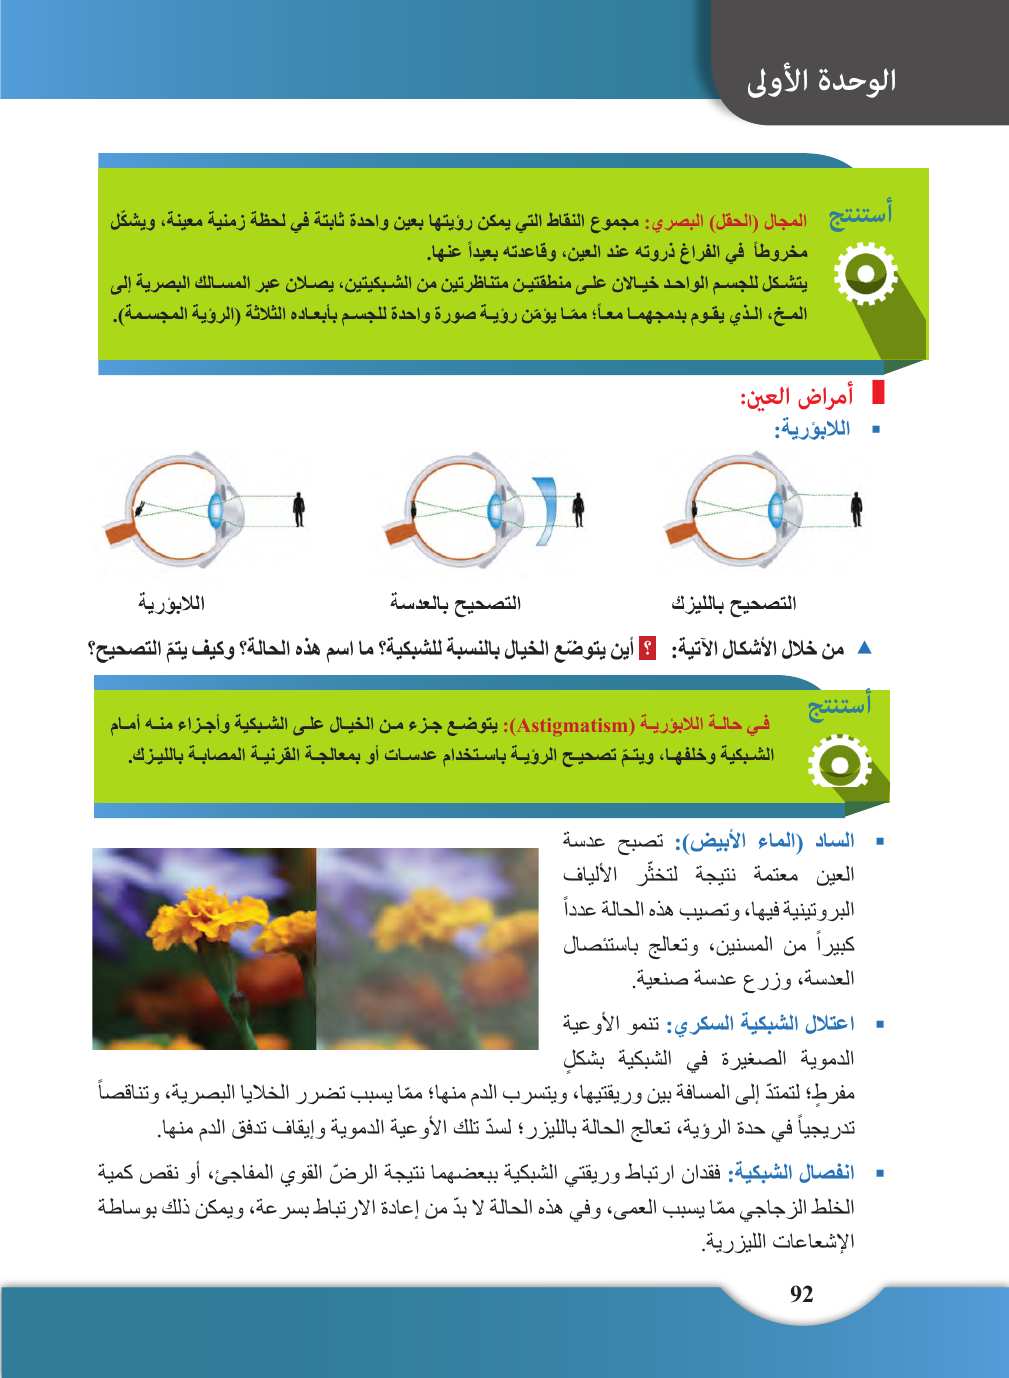 الوحدة الأولى
أستنتج
المجال (الحقل) البصري: مجموع النقاط التي يمكن رؤيتها بعين واحدة ثابتة في لحظة زمنية معينة، ويشكّل
مخروطاً في الفراغ ذروته عند العين، وقاعدته بعيداً عنها.
يتشكل للجسم الواحد خيالان على منطقتين متناظرتين من الشبكيتين، يصلان عبر المسالك البصرية إلى
المخ، الذي يقوم بدمجهما معاً؛ ممّا يؤمّن رؤية صورة واحدة للجسم بأبعاده الثلاثة (الرؤية المجسمة).
أمراض العين:
▪ اللابؤرية:
التصحيح بالليزك
التصحيح بالعدسة
اللابؤرية
▲ من خلال الأشكال الآتية: ؟ أين يتوضّع الخيال بالنسبة للشبكية؟ ما اسم هذه الحالة؟ وكيف يتمّ التصحيح؟
أستنتج
في حالة اللابؤرية (Astigmatism): يتوضع جزء من الخيال على الشبكية وأجزاء منه أمام
الشبكية وخلفها، ويتمّ تصحيح الرؤية باستخدام عدسات أو بمعالجة القرنية المصابة بالليزك.
▪ الساد (الماء الأبيض): تصبح عدسة
العين معتمة نتيجة لتخثّر الألياف
البروتينية فيها، وتصيب هذه الحالة عدداً
كبيراً من المسنين، وتعالج باستئصال
العدسة، وزرع عدسة صنعية.
▪ اعتلال الشبكية السكري: تنمو الأوعية
الدموية الصغيرة في الشبكية بشكلٍ
مفرطٍ؛ لتمتدّ إلى المسافة بين وريقتيها، ويتسرب الدم منها؛ ممّا يسبب تضرر الخلايا البصرية، وتناقصاً
تدريجياً في حدة الرؤية، تعالج الحالة بالليزر؛ لسدّ تلك الأوعية الدموية وإيقاف تدفق الدم منها.
▪ انفصال الشبكية: فقدان ارتباط وريقتي الشبكية ببعضهما نتيجة الرضّ القوي المفاجئ، أو نقص كمية
الخلط الزجاجي ممّا يسبب العمى، وفي هذه الحالة لا بدّ من إعادة الارتباط بسرعة، ويمكن ذلك بوساطة
الإشعاعات الليزرية.
92